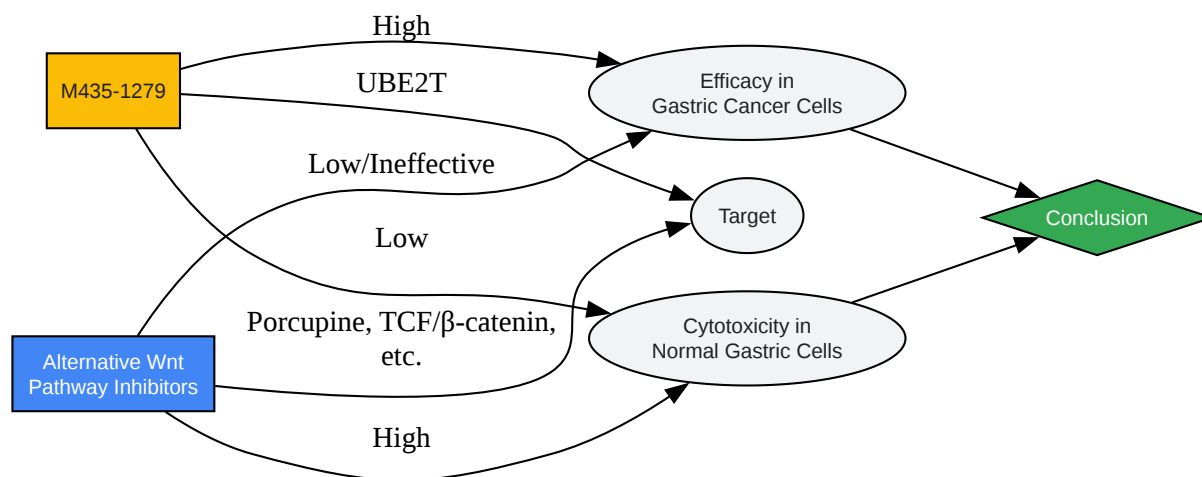 High
M435-1279
UBE2T
Efficacy in
Gastric Cancer Cells
Low/Ineffective
Target
Conclusion
Low
Porcupine, TCF/β-catenin,
etc.
Cytotoxicity in
Normal Gastric Cells
Alternative Wnt
Pathway Inhibitors
High